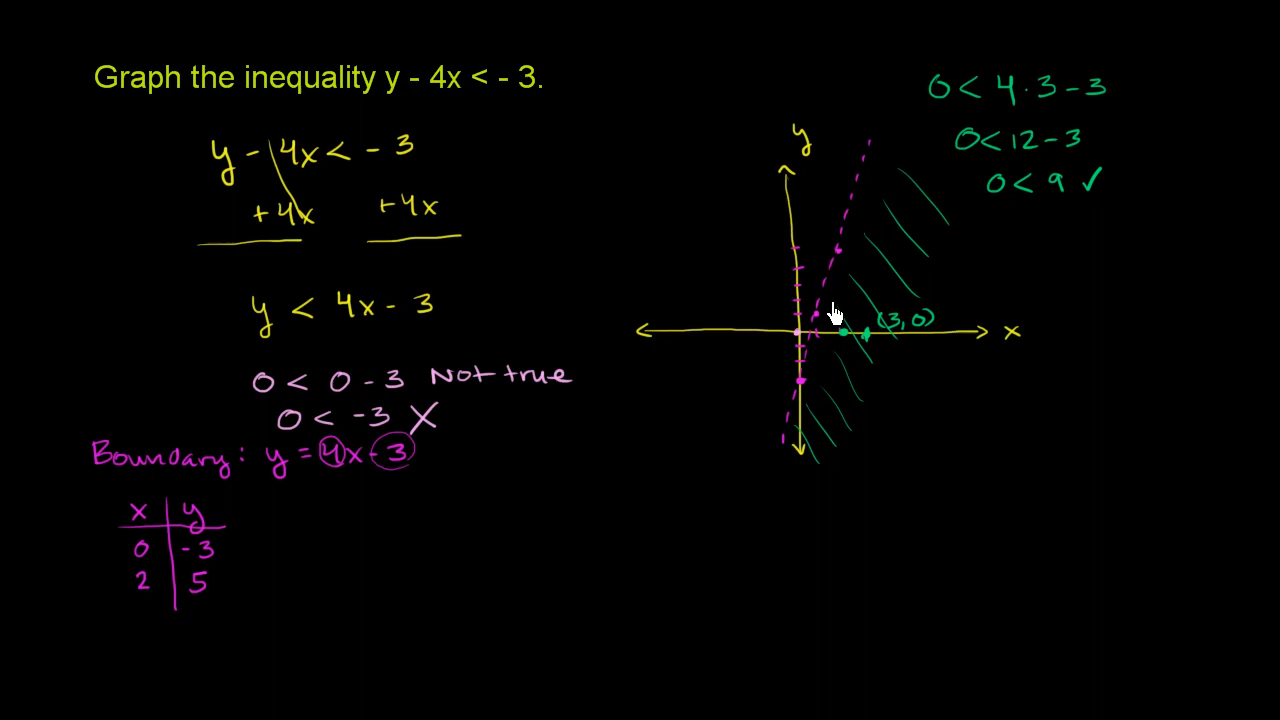 Graph the inequality y - 4x < - 3.
y - 4x < - 3
+ 4x +4x
y < 4x - 3
0 < 0 - 3 Not true
0 < -3 X
Boundary: y = 4x - 3
x y
0 -3
2 5
y
x
(3, 0)
0 < 4 · 3 - 3
0 < 12 - 3
0 < 9 ✓